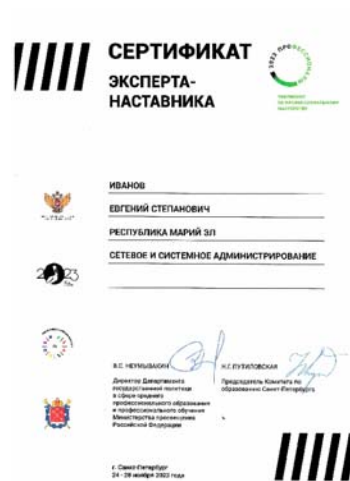 СЕРТИФИКАТ
ЭКСПЕРТА-
НАСТАВНИКА
ИВАНОВ
ЕВГЕНИЙ СТЕПАНОВИЧ
РЕСПУБЛИКА МАРИЙ ЭЛ
СЕТЕВОЕ И СИСТЕМНОЕ АДМИНИСТРИРОВАНИЕ
2023
В.С. НЕУМЫВАКИН
Директор Департамента
государственной политики
в сфере среднего
профессионального образования
и профессионального обучения
Министерства просвещения
Российской Федерации
Н.Г. ПУТИЛОВСКАЯ
Председатель Комитета по
образованию Санкт-Петербурга
г. Санкт-Петербург
24 - 28 ноября 2023 года